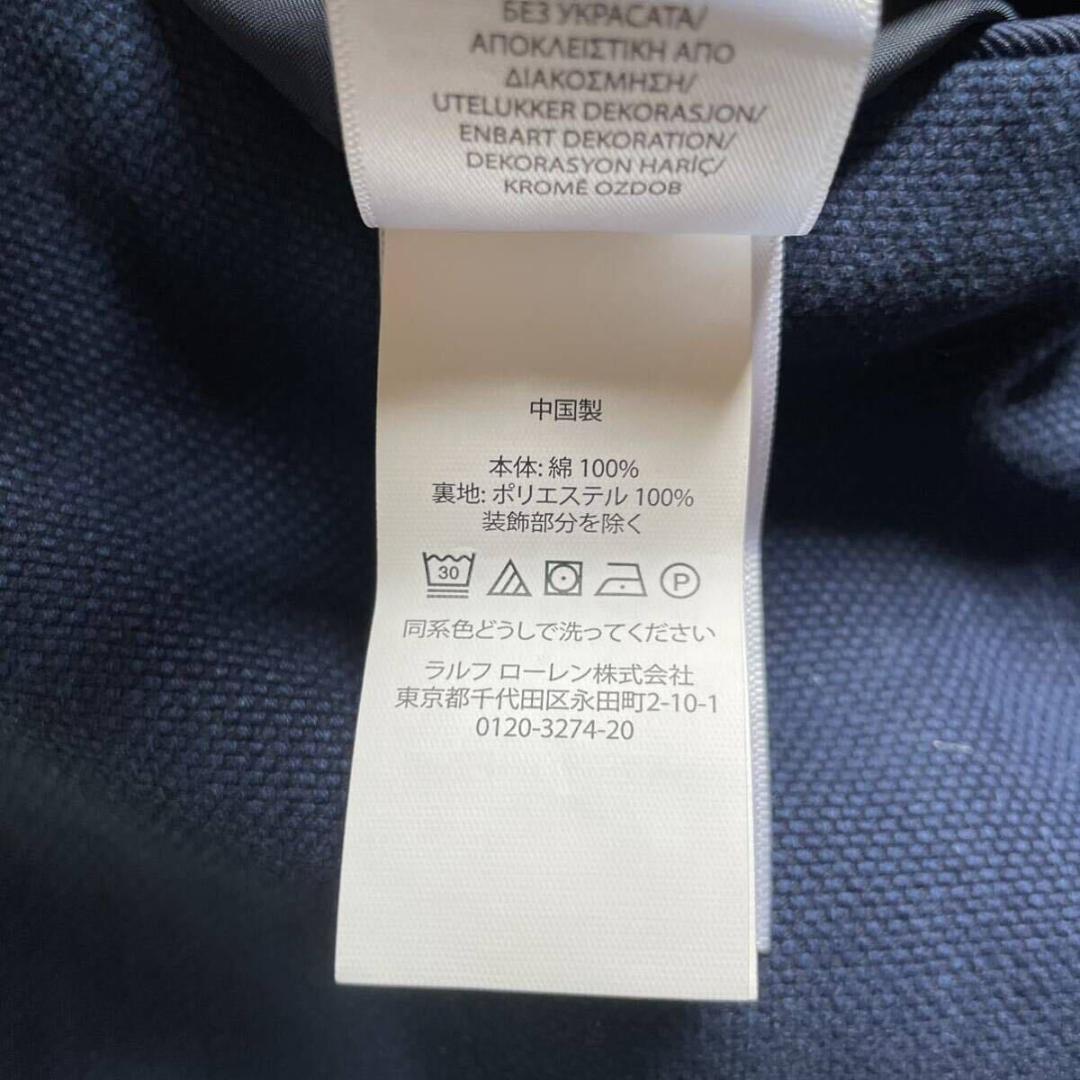 БЕЗ УКРАСАТА/
ΑΠΟΚΛΕΙΣΤΙΚΗ ΑΠΟ
ΔΙΑΚΟΣΜΗΣΗ/
UTELUKKER DEKORASJON/
ENBART DEKORATION/
DEKORASYON HARİÇ/
KROMĚ OZDOB
中国製
本体: 綿 100%
裏地: ポリエステル 100%
装飾部分を除く
30 P
同系色どうしで洗ってください
ラルフ ローレン株式会社
東京都千代田区永田町2-10-1
0120-3274-20